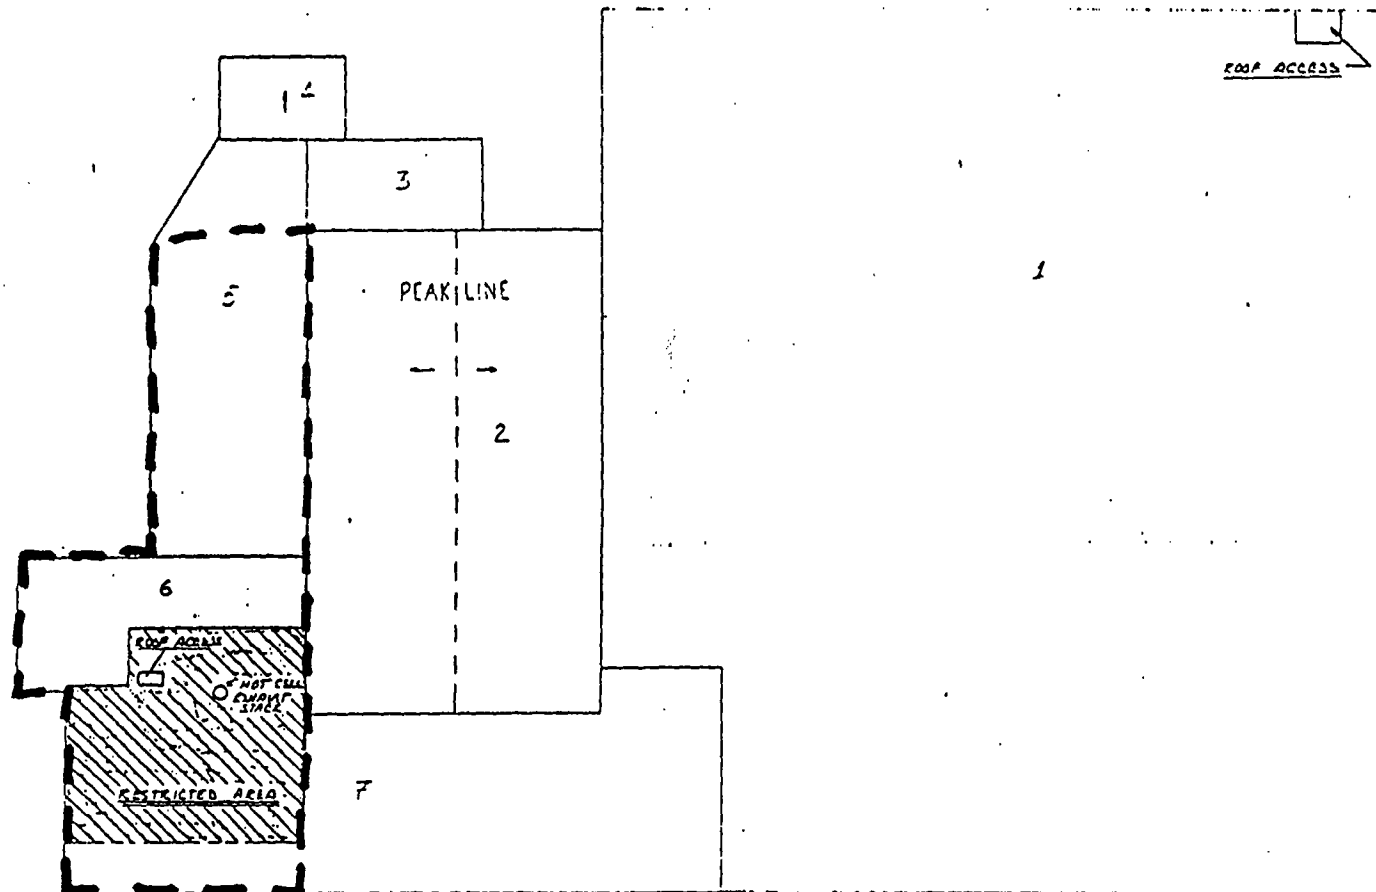 ROOF ACCESS
1
3
1
5
PEAK LINE
2
6
ROOF ACCESS
HOT CELL
EXHAUST
STACK
RESTRICTED AREA
7